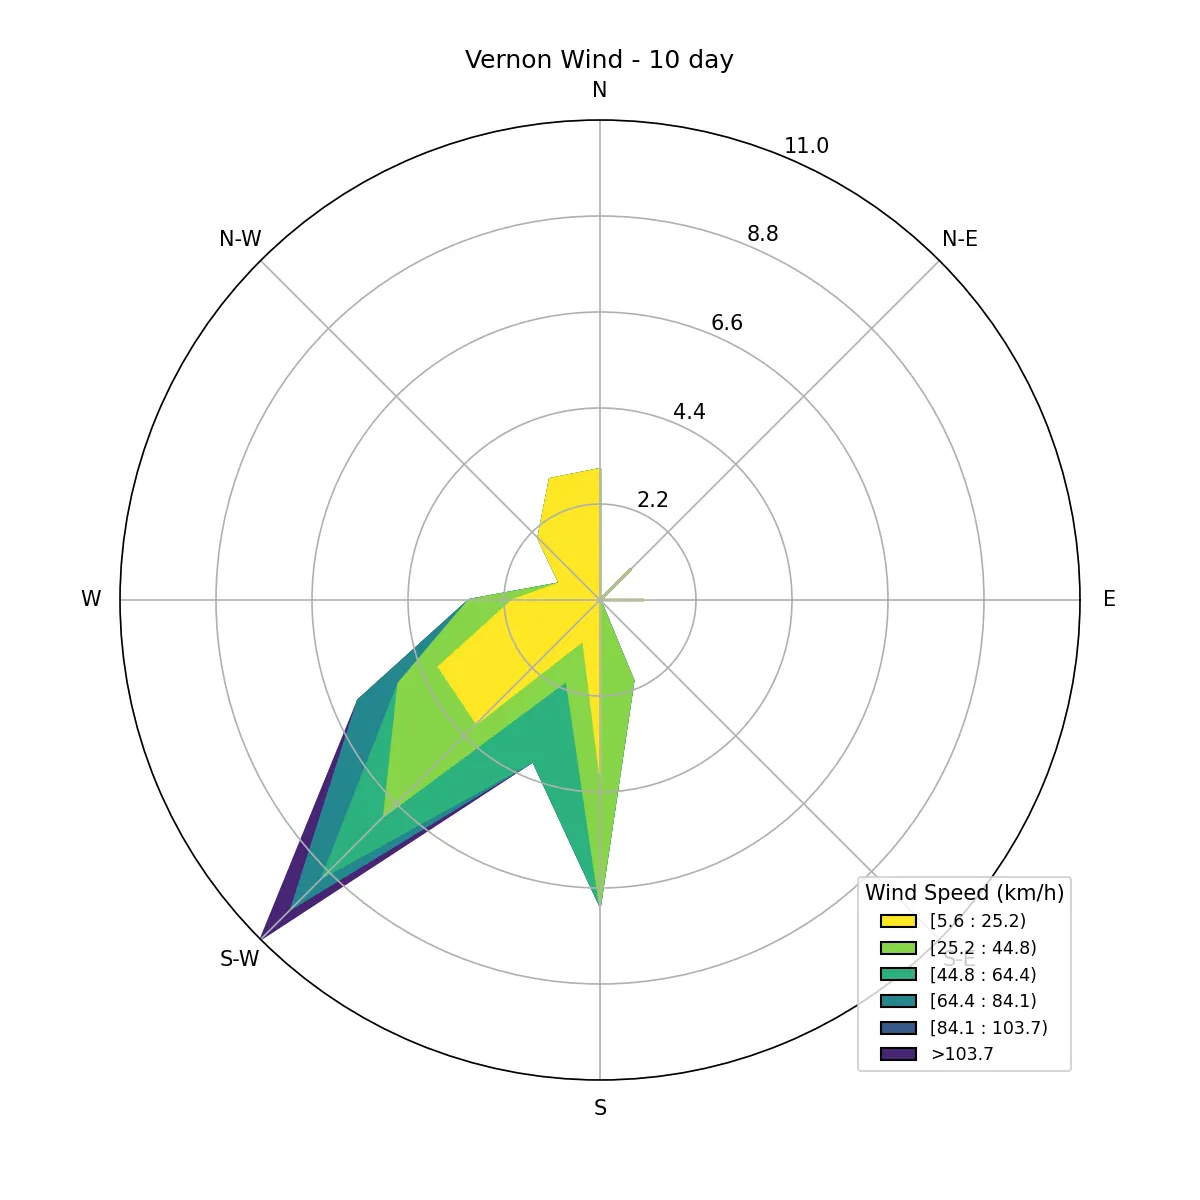 Vernon Wind - 10 day
N
11.0
N-W
8.8
N-E
6.6
4.4
2.2
W
E
Wind Speed (km/h)
[5.6 : 25.2)
[25.2 : 44.8)
S-W
S-E
[44.8 : 64.4)
[64.4 : 84.1)
[84.1 : 103.7)
>103.7
S